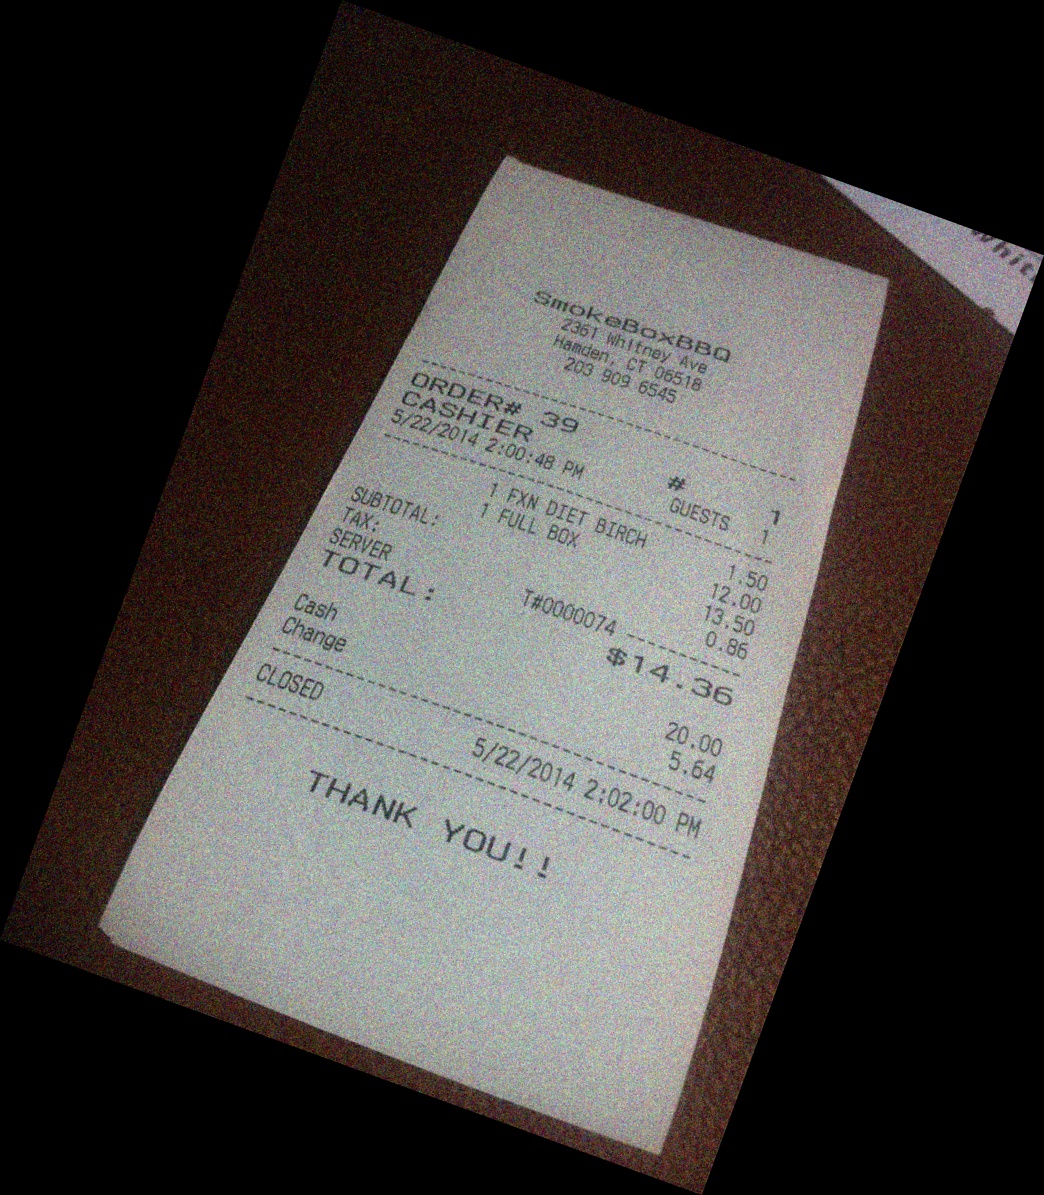 SmokeBoxBBQ
2361 Whitney Ave
Hamden, CT 06518
203 909 6545
ORDER# 39
CASHIER # 1
5/22/2014 2:00:48 PM GUESTS 1
1 FXN DIET BIRCH 1.50
1 FULL BOX 12.00
SUBTOTAL: 13.50
TAX: 0.86
SERVER T#0000074
TOTAL: $14.36
Cash 20.00
Change 5.64
CLOSED 5/22/2014 2:02:00 PM
THANK YOU!!
Whit